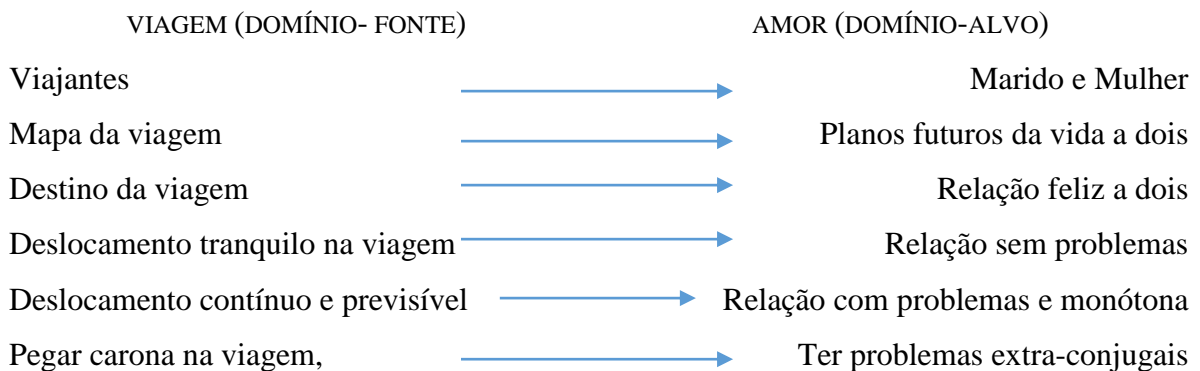 VIAGEM (DOMÍNIO- FONTE) AMOR (DOMÍNIO-ALVO)
Viajantes Marido e Mulher
Mapa da viagem Planos futuros da vida a dois
Destino da viagem Relação feliz a dois
Deslocamento tranquilo na viagem Relação sem problemas
Deslocamento contínuo e previsível Relação com problemas e monótona
Pegar carona na viagem, Ter problemas extra-conjugais